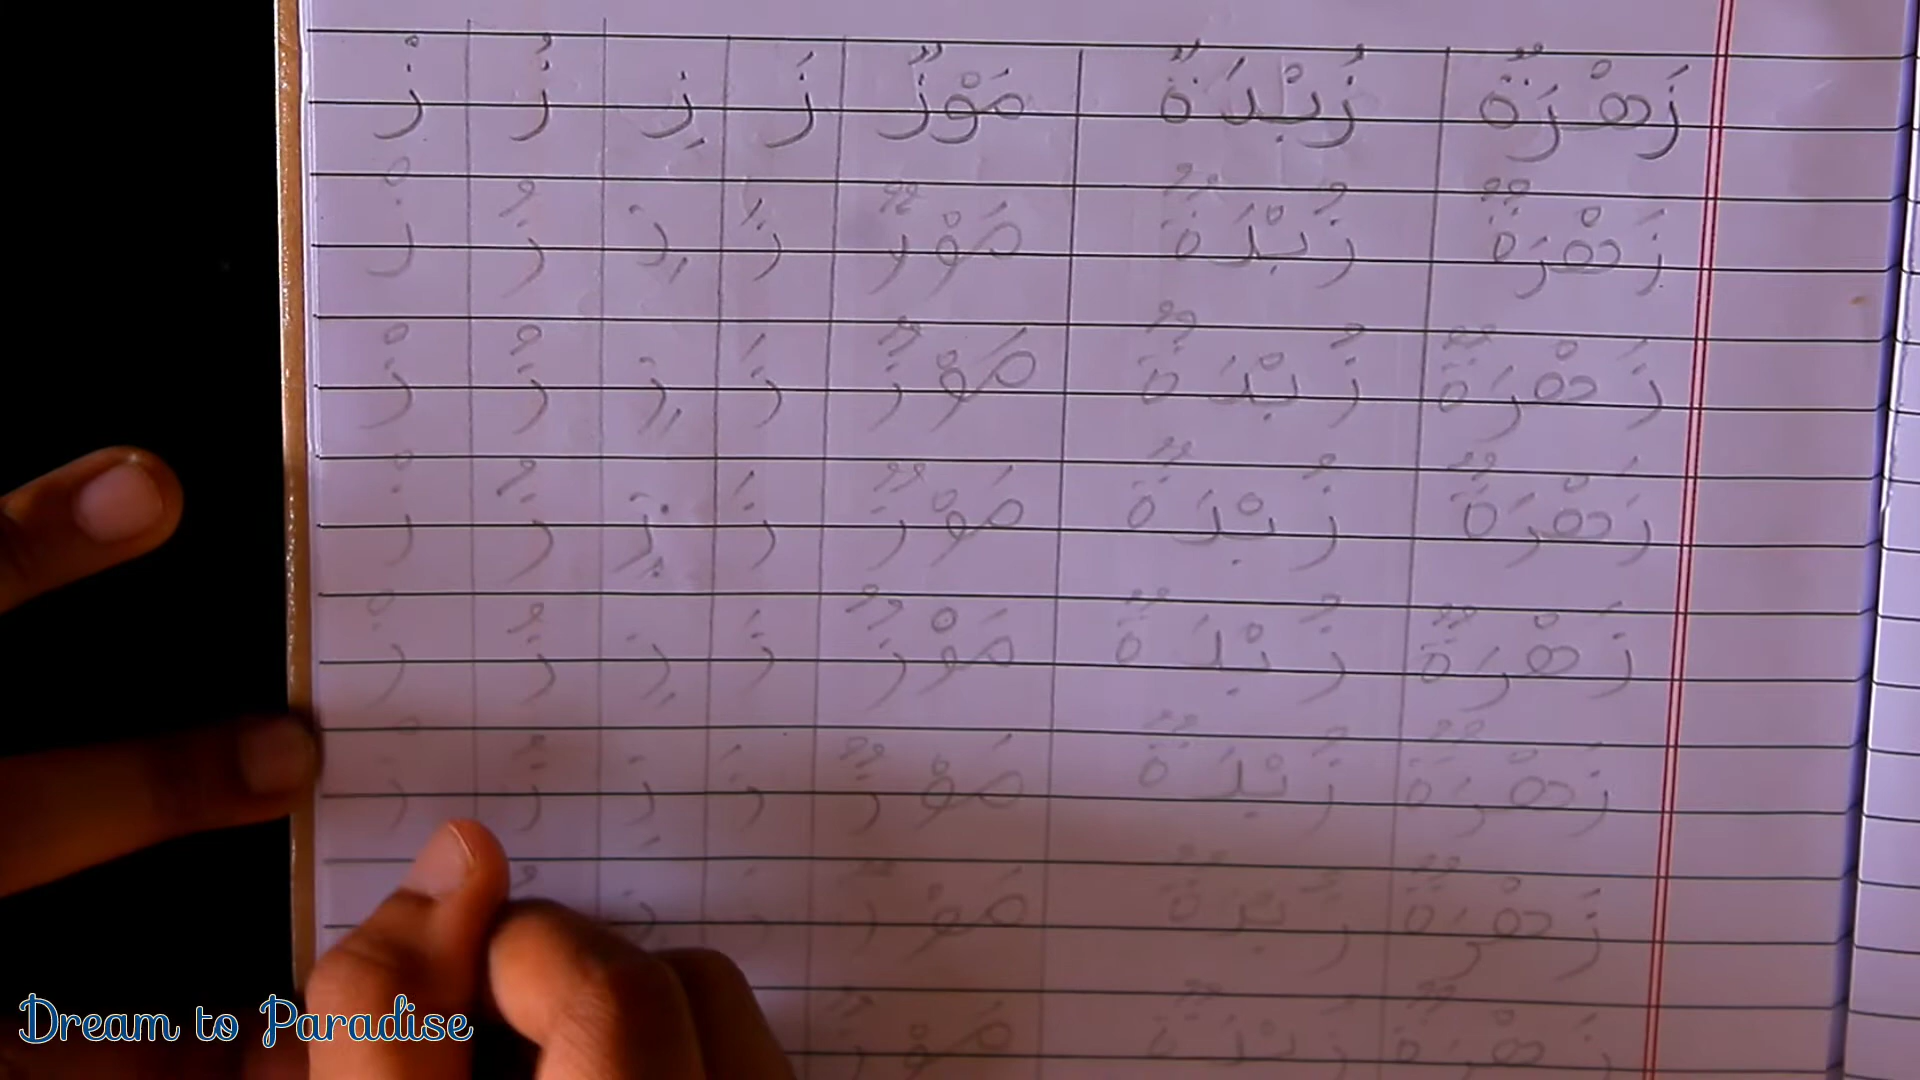 زَهْرَةٌ زُبْدَةٌ مَوْزٌ زَ زِ زُ زْ
زَهْرَةٌ زُبْدَةٌ مَوْزٌ زَ زِ زُ زْ
زَهْرَةٌ زُبْدَةٌ مَوْزٌ زَ زِ زُ زْ
زَهْرَةٌ زُبْدَةٌ مَوْزٌ زَ زِ زُ زْ
زَهْرَةٌ زُبْدَةٌ مَوْزٌ زَ زِ زُ زْ
زَهْرَةٌ زُبْدَةٌ مَوْزٌ زَ زِ زُ زْ
زَهْرَةٌ
زَهْرَةٌ زُبْدَةٌ
Dream to Paradise